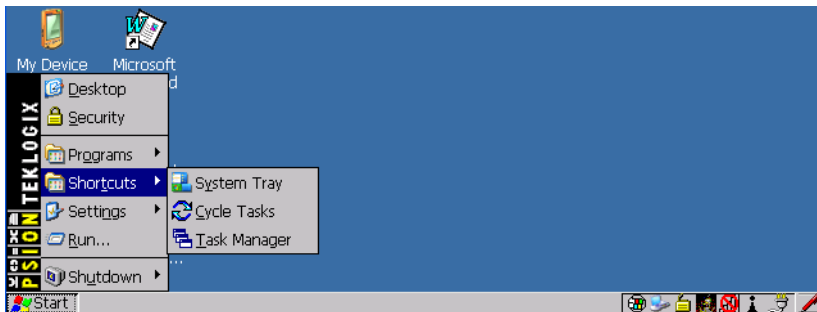 My Device
Microsoft
d
Desktop
Security
Programs
Shortcuts
Settings
Run...
Shutdown
System Tray
Cycle Tasks
Task Manager
...
PSION TEKLOGIX
Start